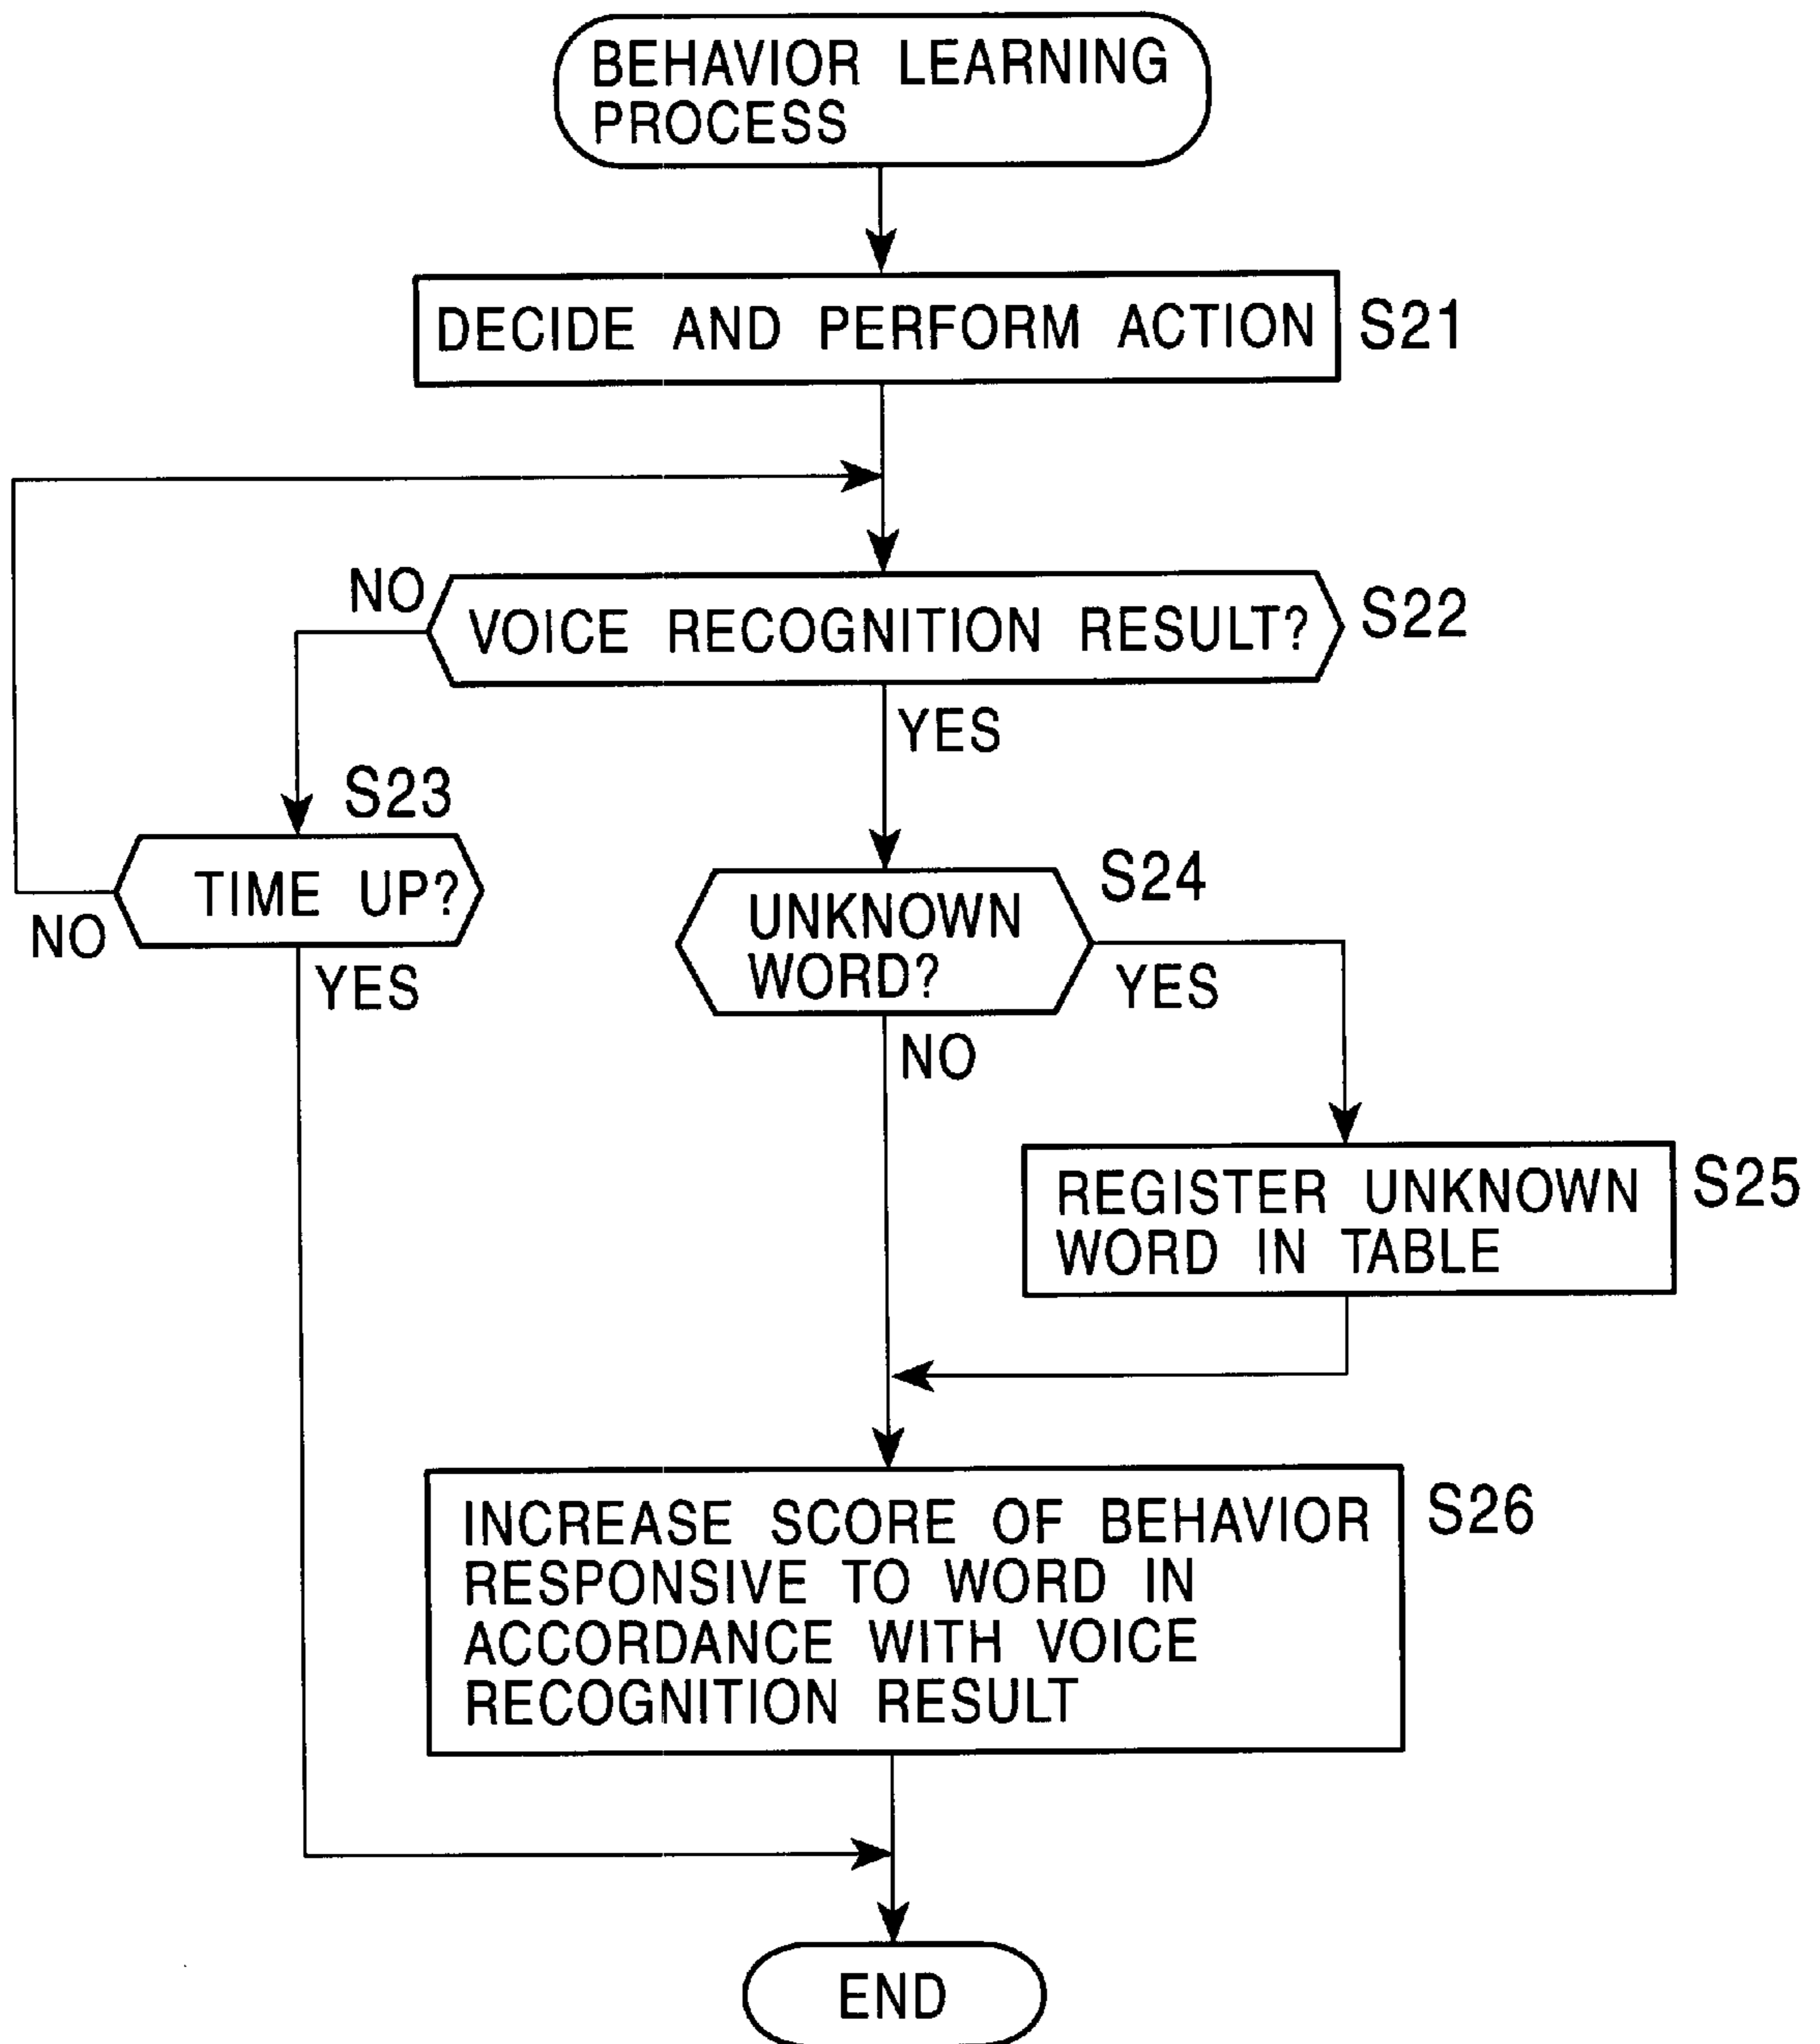 BEHAVIOR LEARNING
PROCESS
DECIDE AND PERFORM ACTION
S21
NO
VOICE RECOGNITION RESULT?
S22
YES
S23
TIME UP?
NO
YES
S24
UNKNOWN
WORD?
YES
NO
REGISTER UNKNOWN
WORD IN TABLE
S25
INCREASE SCORE OF BEHAVIOR
RESPONSIVE TO WORD IN
ACCORDANCE WITH VOICE
RECOGNITION RESULT
S26
END